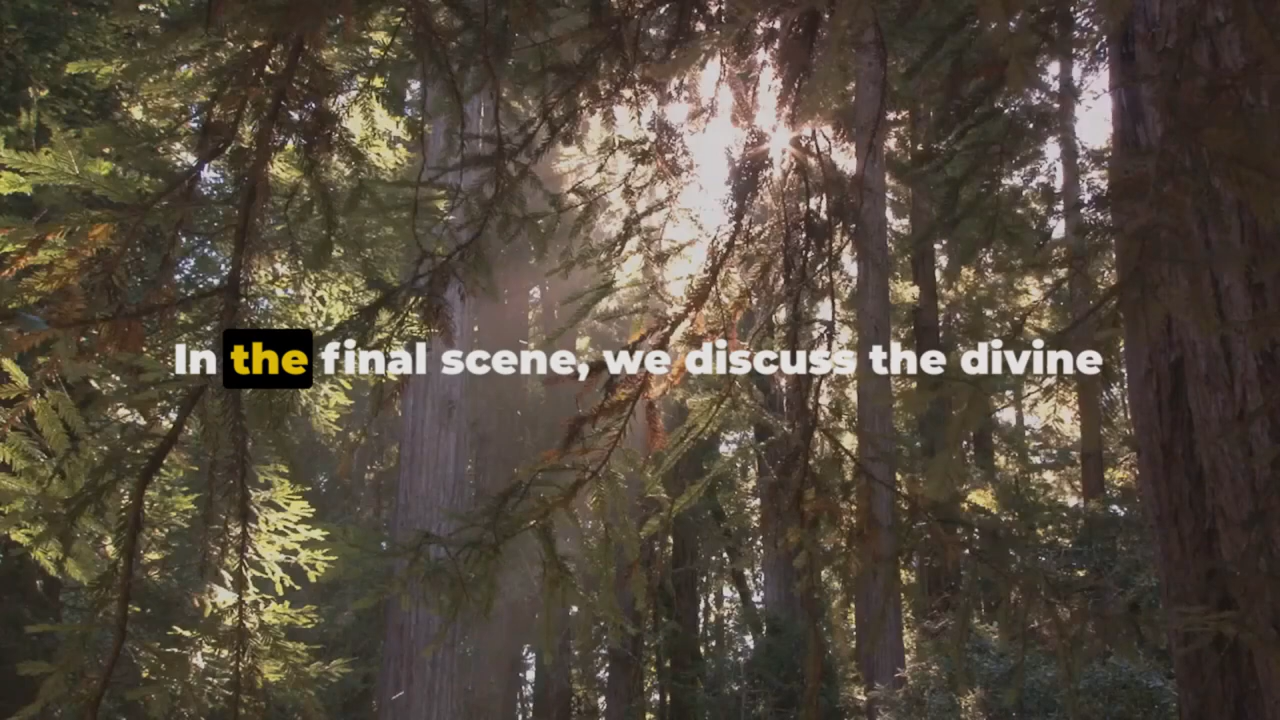 In the final scene, we discuss the divine